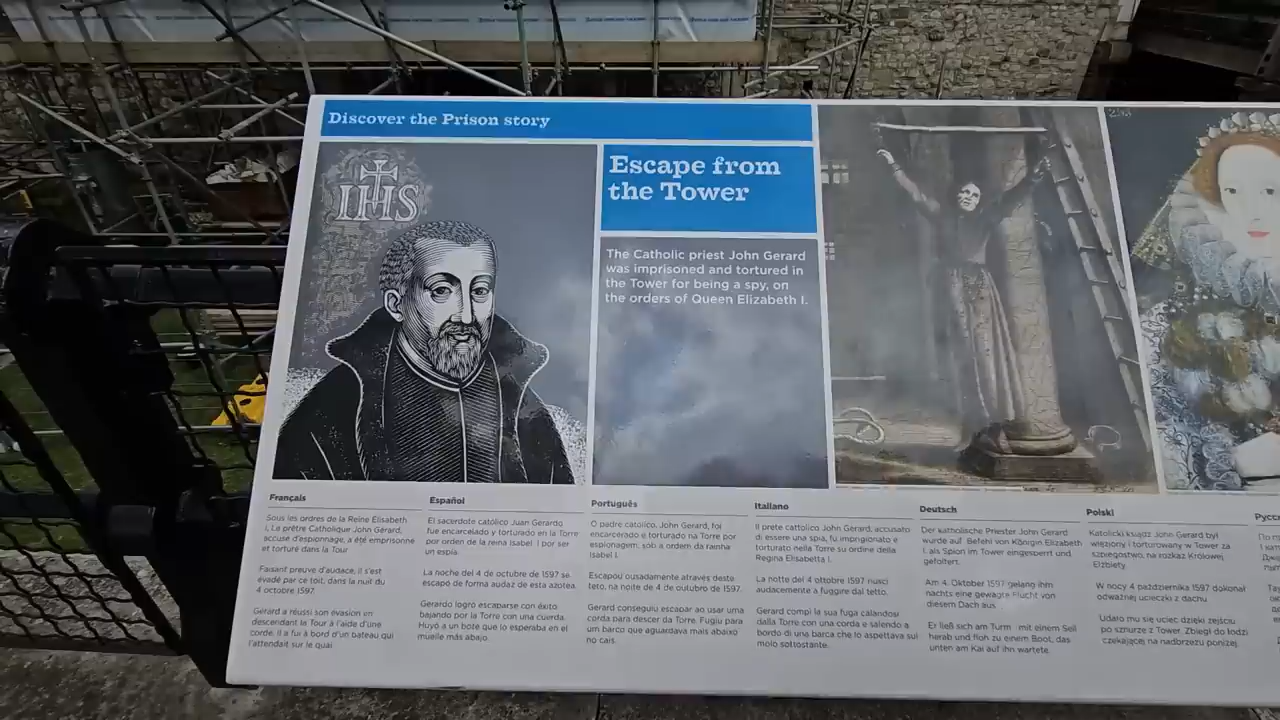 Discover the Prison story
IHS
Escape from
the Tower
The Catholic priest John Gerard
was imprisoned and tortured in
the Tower for being a spy, on
the orders of Queen Elizabeth I.
Français
Sous les ordres de la Reine Elisabeth
I, Le prêtre Catholique John Gérard,
accusé d'espionnage, a été emprisonné
et torturé dans la Tour
Faisant preuve d'audace, il s'est
évadé par ce toit, dans la nuit du
4 octobre 1597.
Gérard a réussi son évasion en
descendant la Tour à l'aide d'une
corde. Il a fui à bord d'un bateau qui
l'attendait sur le quai.
Español
El sacerdote católico Juan Gerardo
fue encarcelado y torturado en la Torre
por orden de la reina Isabel I por ser
un espía.
La noche del 4 de octubre de 1597 se
escapó de forma audaz de esta azotea.
Gerardo logró escaparse con éxito
bajando por la Torre con una cuerda.
Huyó a un bote que lo esperaba en el
muelle más abajo.
Português
O padre católico, John Gerard, foi
encarcerado e torturado na Torre por
espionagem, sob a ordem da rainha
Isabel I.
Escapou ousadamente através deste
teto, na noite de 4 de outubro de 1597.
Gerard conseguiu escapar ao usar uma
corda para descer da Torre. Fugiu para
um barco que aguardava mais abaixo
no cais.
Italiano
Il prete cattolico John Gerard, accusato
di essere una spia, fu imprigionato e
torturato nella Torre su ordine della
Regina Elisabetta I.
La notte del 4 ottobre 1597 riuscì
audacemente a fuggire dal tetto.
Gerard compì la sua fuga calandosi
dalla Torre con una corda e salendo a
bordo di una barca che lo aspettava sul
molo sottostante.
Deutsch
Der katholische Priester John Gerard
wurde auf Befehl von Königin Elizabeth
I. als Spion im Tower eingesperrt und
gefoltert.
Am 4. Oktober 1597 gelang ihm
nachts eine gewagte Flucht von
diesem Dach aus.
Er ließ sich am Turm mit einem Seil
herab und floh zu einem Boot, das
unten am Kai auf ihn wartete.
Polski
Katolicki ksiądz John Gerard był
więziony i torturowany w Tower za
szpiegostwo, na rozkaz Królowej
Elżbiety.
W nocy 4 października 1597 dokonał
odważnej ucieczki z dachu.
Udało mu się uciec dzięki zejściu
po sznurze z Tower. Zbiegł do łodzi
czekającej na nadbrzeżu poniżej.